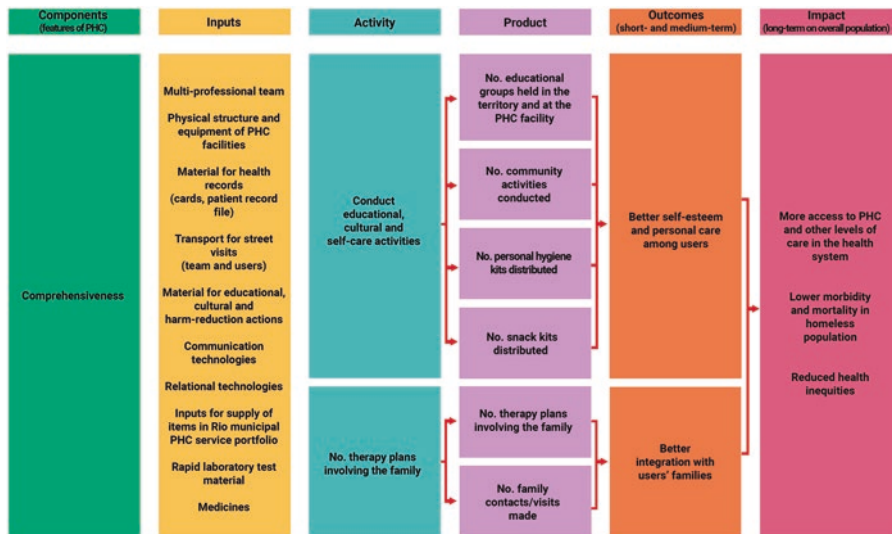 Components
(features of PHC)
Inputs
Activity
Product
Outcomes
(short- and medium-term)
Impact
(long-term on overall population)
Comprehensiveness
Multi-professional team
Physical structure and
equipment of PHC
facilities
Material for health
records
(cards, patient record
file)
Transport for street
visits
(team and users)
Material for educational,
cultural and
harm-reduction actions
Communication
technologies
Relational technologies
Inputs for supply of
items in Rio municipal
PHC service portfolio
Rapid laboratory test
material
Medicines
Conduct
educational,
cultural and
self-care activities
No. therapy plans
involving the family
No. educational
groups held in the
territory and at the
PHC facility
No. community
activities
conducted
No. personal hygiene
kits distributed
No. snack kits
distributed
No. therapy plans
involving the family
No. family
contacts/visits
made
Better self-esteem
and personal care
among users
Better
integration with
users' families
More access to PHC
and other levels of
care in the health
system
Lower morbidity
and mortality in
homeless
population
Reduced health
inequities